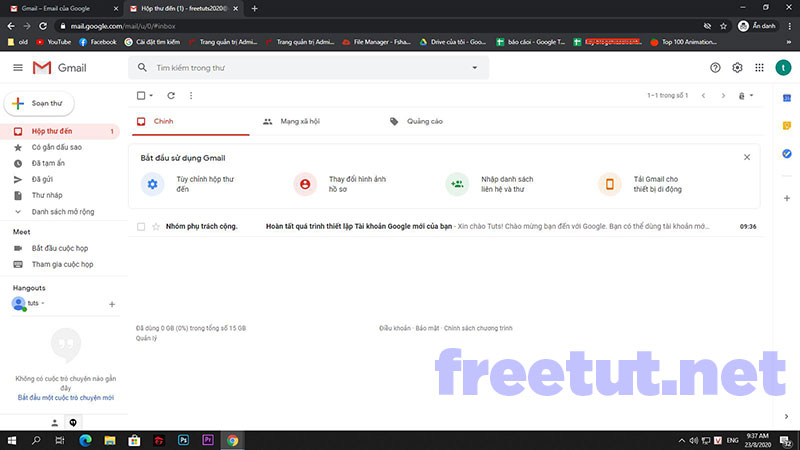 Gmail – Email của Google
Hộp thư đến (1) - freetuts2020@
mail.google.com/mail/u/0/#inbox
Ẩn danh
old
YouTube
Facebook
Cài đặt tìm kiếm
Trang quản trị Admi...
Trang quản trị Admi...
File Manager - Fsha...
Drive của tôi - Goo...
báo cáoi - Google T...
Top 100 Animation...
Gmail
Tìm kiếm trong thư
t
Soạn thư
1–1 trong số 1
Hộp thư đến 1
Có gắn dấu sao
Đã tạm ẩn
Đã gửi
Thư nháp
Danh sách mở rộng
Chính
Mạng xã hội
Quảng cáo
Bắt đầu sử dụng Gmail
Tùy chỉnh hộp thư
đến
Thay đổi hình ảnh
hồ sơ
Nhập danh sách
liên hệ và thư
Tải Gmail cho
thiết bị di động
Nhóm phụ trách cộng. Hoàn tất quá trình thiết lập Tài khoản Google mới của bạn - Xin chào Tuts! Chào mừng bạn đến với Google. Bạn có thể dùng tài khoản mớ... 09:36
Meet
Bắt đầu cuộc họp
Tham gia cuộc họp
Hangouts
tuts
Không có cuộc trò chuyện nào gần
đây
Bắt đầu một cuộc trò chuyện mới
Đã dùng 0 GB (0%) trong tổng số 15 GB
Quản lý
Điều khoản · Bảo mật · Chính sách chương trình
freetut.net
Ps
Pr
V
ENG
9:37 AM
23/8/2020